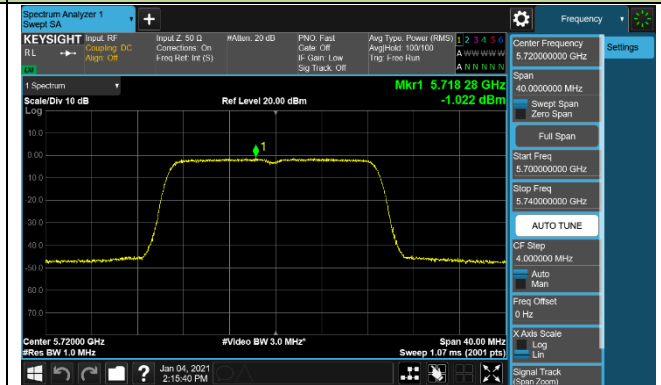 Spectrum Analyzer 1
Swept SA
+
Frequency
KEYSIGHT
RL
Input: RF
Coupling: DC
Align: Off
Input Z: 50 Ω
Corrections: On
Freq Ref: Int (S)
#Atten: 20 dB
PNO: Fast
Gate: Off
IF Gain: Low
Sig Track: Off
Avg Type: Power (RMS)
Avg|Hold: 100/100
Trig: Free Run
1 2 3 4 5 6
A W W W W W
A N N N N N
1 Spectrum
Scale/Div 10 dB
Log
Ref Level 20.00 dBm
Mkr1 5.718 28 GHz
-1.022 dBm
10.0
0.00
-10.0
-20.0
-30.0
-40.0
-50.0
-60.0
-70.0
1
Center 5.72000 GHz
#Res BW 1.0 MHz
#Video BW 3.0 MHz*
Span 40.00 MHz
Sweep 1.07 ms (2001 pts)
Jan 04, 2021
2:15:40 PM
Settings
Center Frequency
5.720000000 GHz
Span
40.0000000 MHz
Swept Span
Zero Span
Full Span
Start Freq
5.700000000 GHz
Stop Freq
5.740000000 GHz
AUTO TUNE
CF Step
4.000000 MHz
Auto
Man
Freq Offset
0 Hz
X Axis Scale
Log
Lin
Signal Track
(Span Zoom)